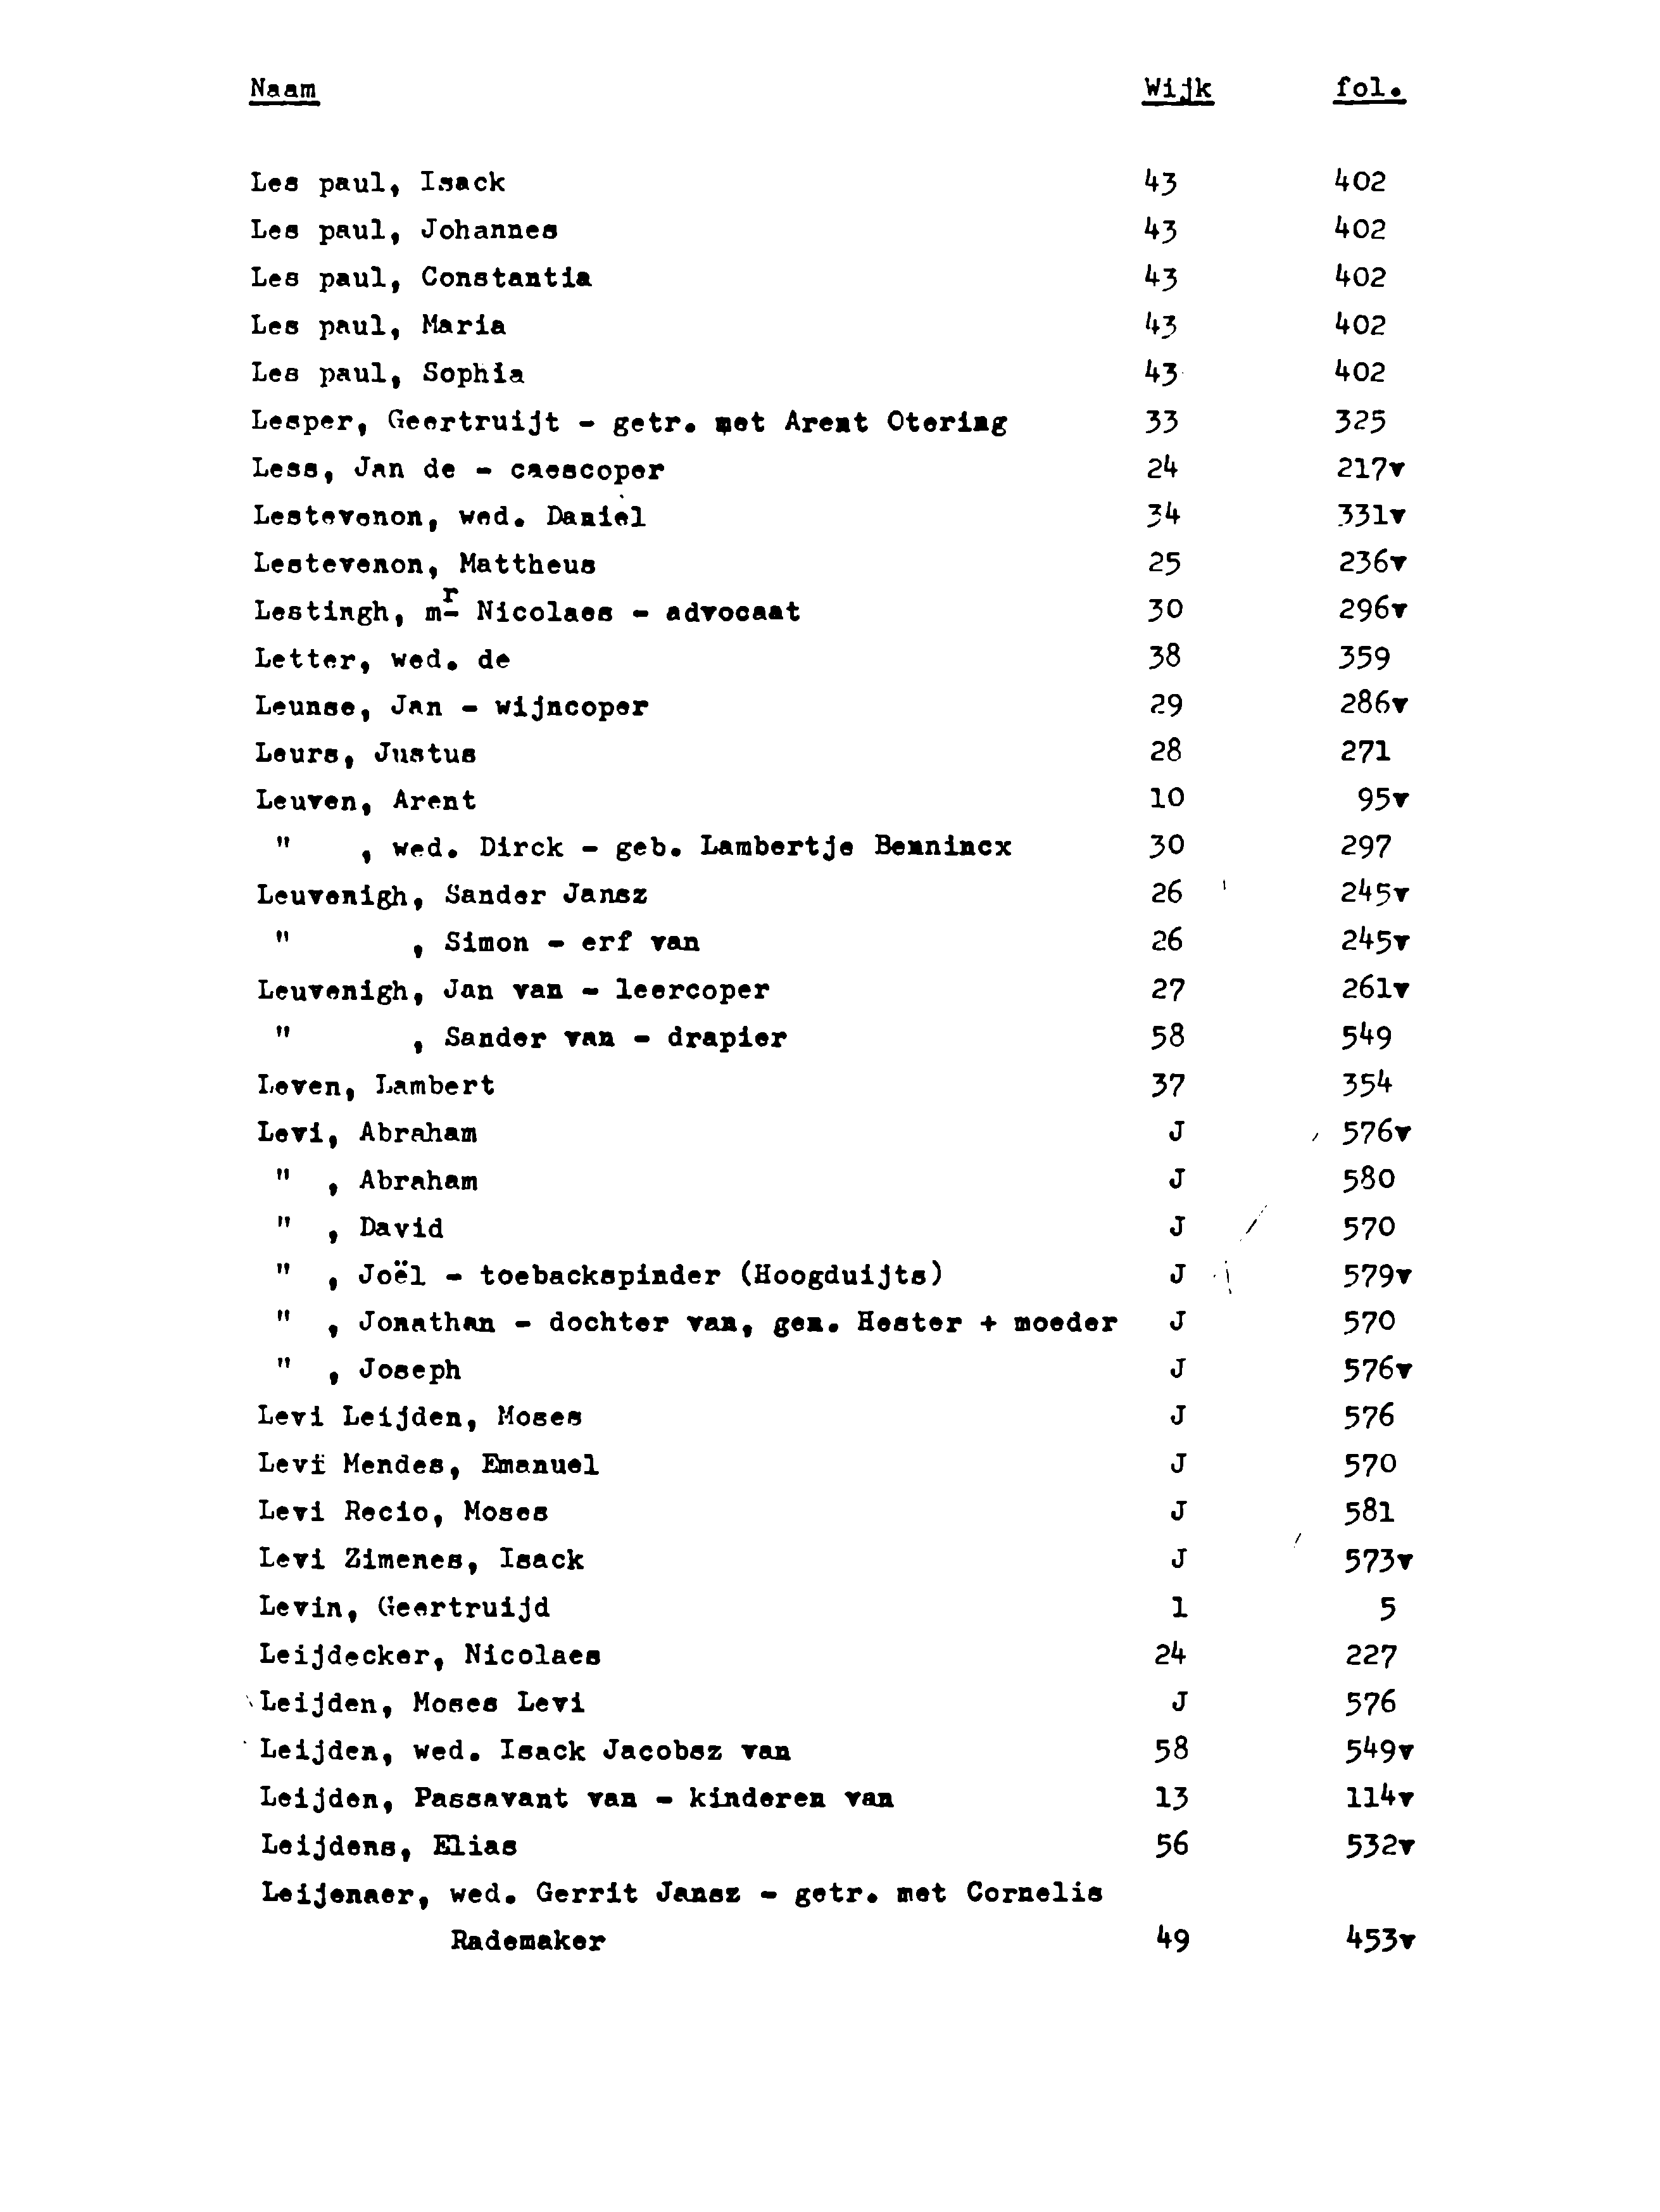 Naam Wijk fol.
Les paul, Isack 43 402
Les paul, Johannes 43 402
Les paul, Constantia 43 402
Les paul, Maria 43 402
Les paul, Sophia 43 402
Lesper, Geertruijt - getr. met Arent Otering 33 325
Less, Jan de - caescoper 24 217v
Lestevenon, wed. Daniel 34 331v
Lestevenon, Mattheus 25 236v
Lestingh, mr Nicolaes - advocaat 30 296v
Letter, wed. de 38 359
Leunse, Jan - wijncoper 29 286v
Leurs, Justus 28 271
Leuven, Arent 10 95v
" , wed. Dirck - geb. Lambertje Bennincx 30 297
Leuvenigh, Sander Jansz 26 245v
" , Simon - erf van 26 245v
Leuvenigh, Jan van - leercoper 27 261v
" , Sander van - drapier 58 549
Leven, Lambert 37 354
Levi, Abraham J 576v
" , Abraham J 580
" , David J 570
" , Joël - toebackspinder (Hoogduijts) J 579v
" , Jonathan - dochter van, gen. Hester + moeder J 570
" , Joseph J 576v
Levi Leijden, Moses J 576
Levi Mendes, Emanuel J 570
Levi Recio, Moses J 581
Levi Zimenes, Isack J 573v
Levin, Geertruijd 1 5
Leijdecker, Nicolaes 24 227
Leijden, Moses Levi J 576
Leijden, wed. Isack Jacobsz van 58 549v
Leijden, Passavant van - kinderen van 13 114v
Leijdens, Elias 56 532v
Leijenaer, wed. Gerrit Jansz - getr. met Cornelis
Rademaker 49 453v